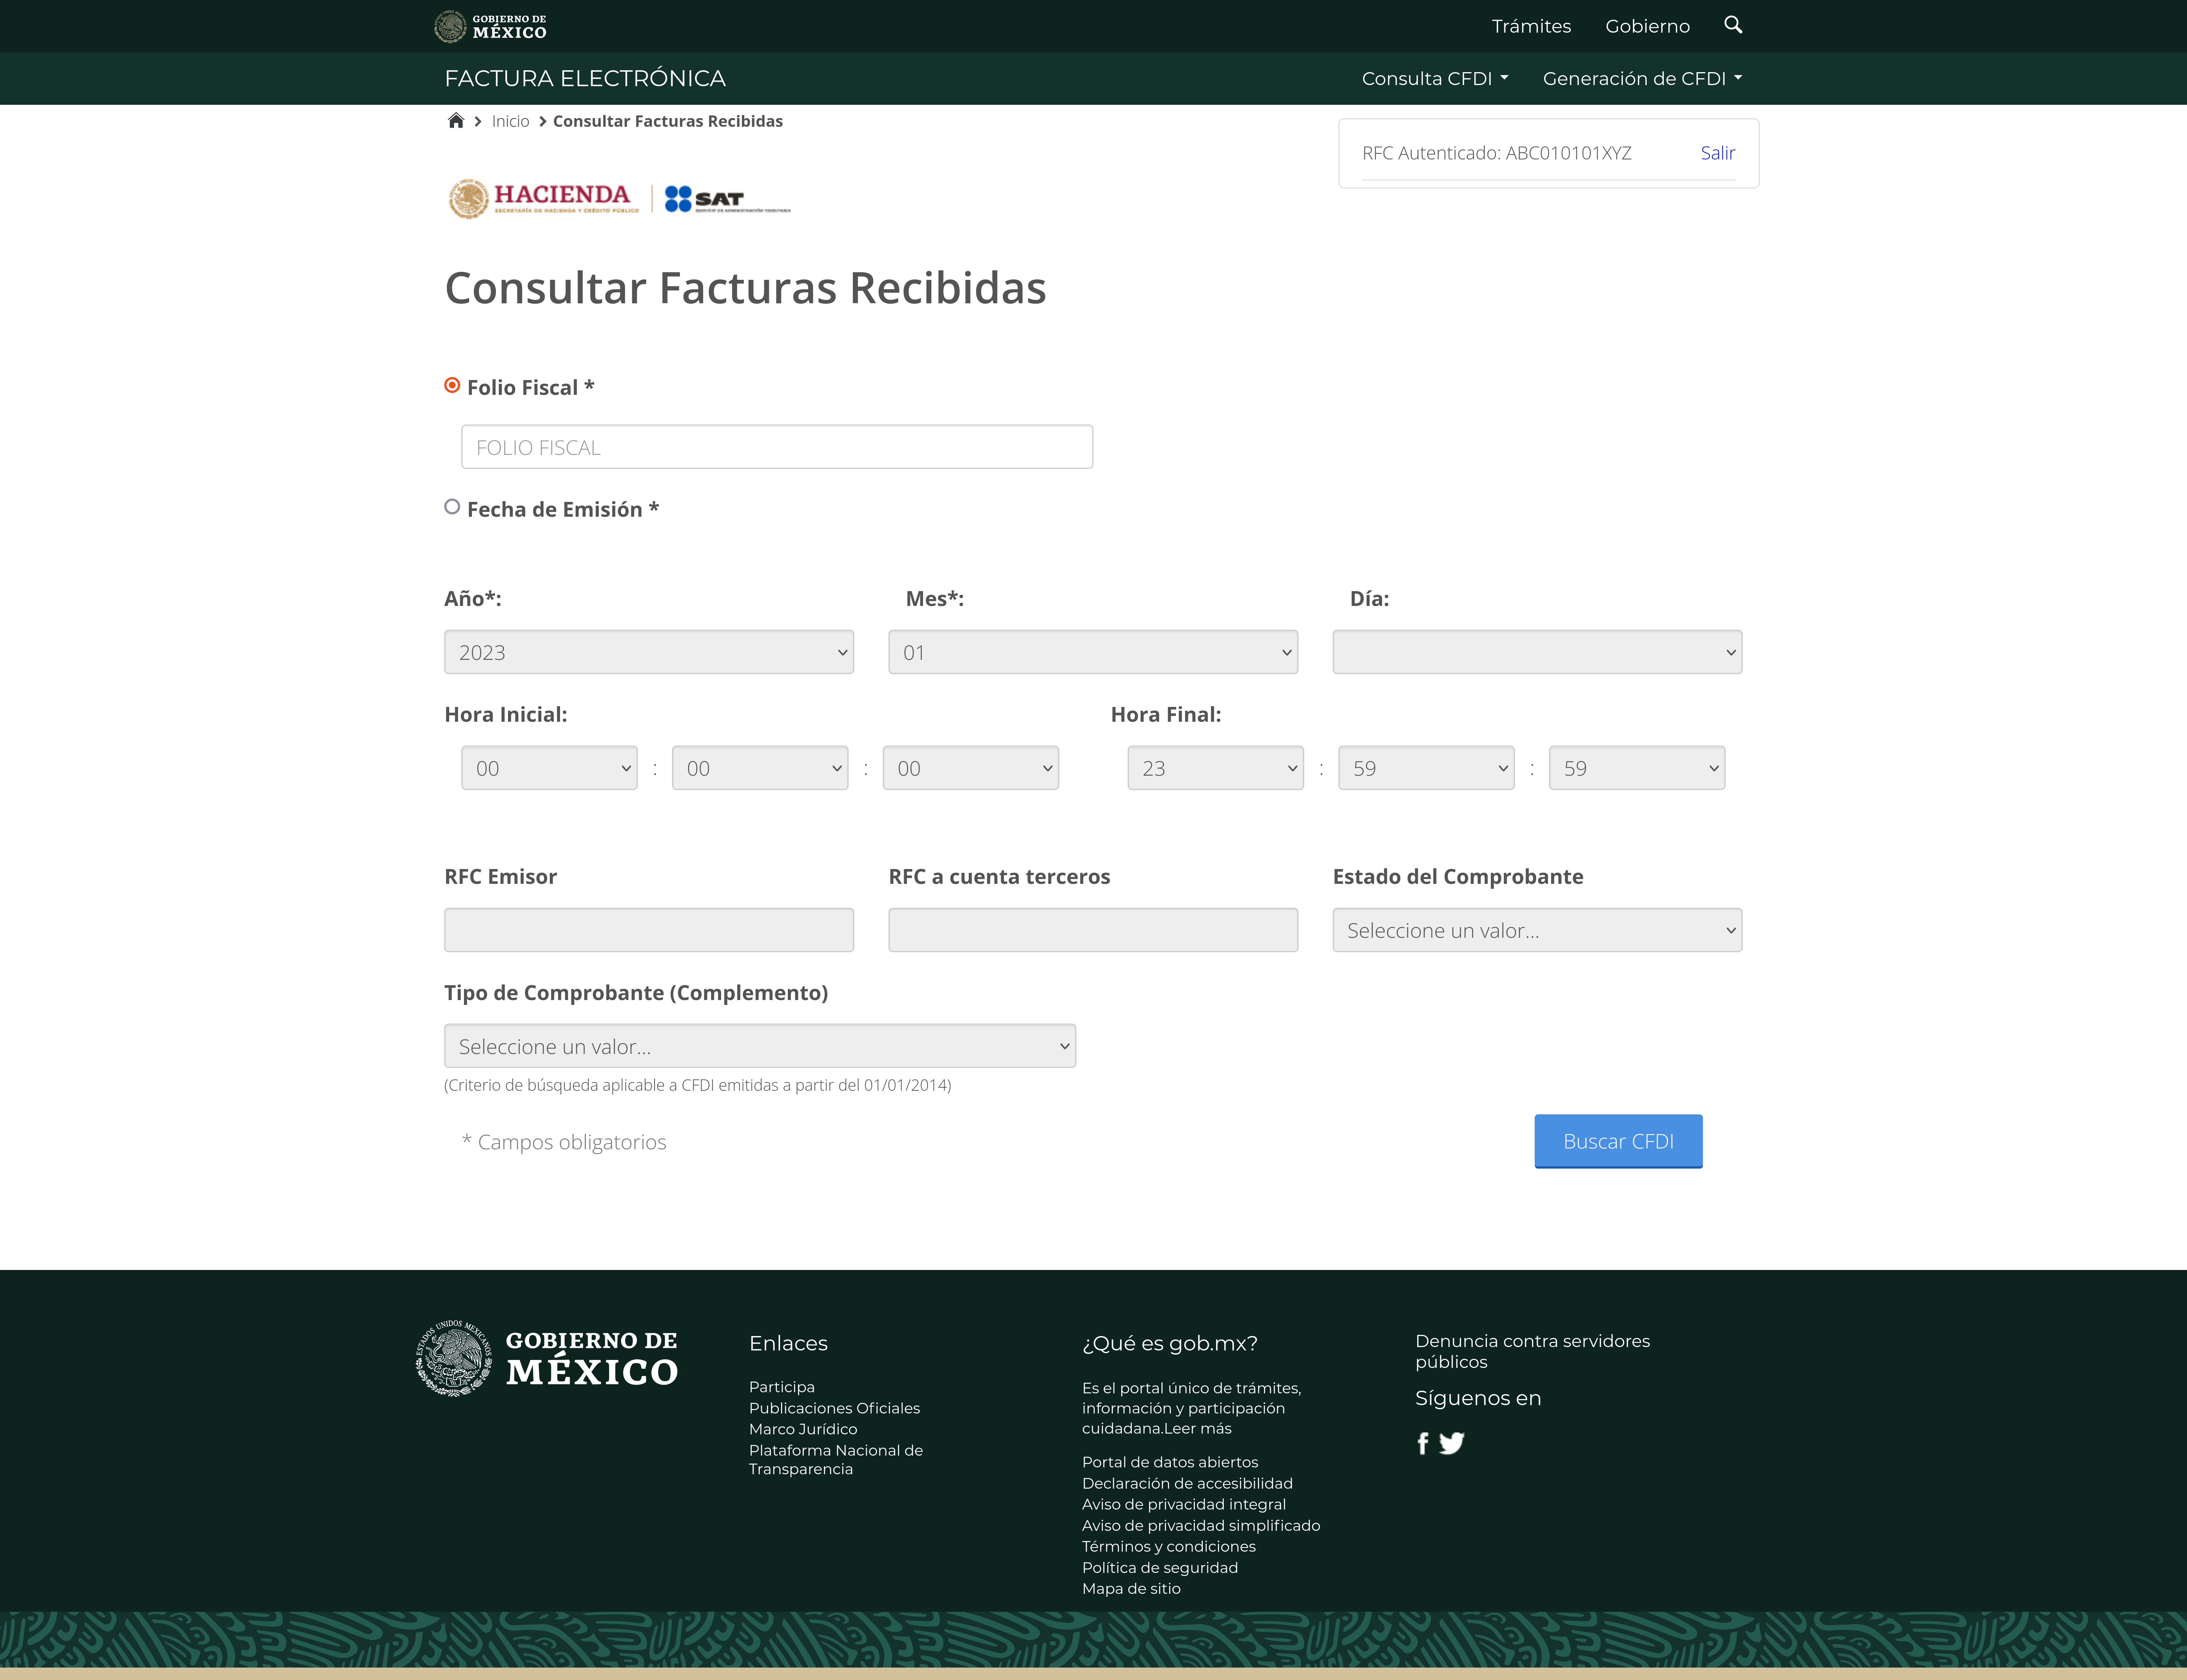 GOBIERNO DE
MÉXICO
Trámites Gobierno
FACTURA ELECTRÓNICA
Consulta CFDI Generación de CFDI
Inicio Consultar Facturas Recibidas
RFC Autenticado: ABC010101XYZ Salir
HACIENDA
SECRETARÍA DE HACIENDA Y CRÉDITO PÚBLICO
SAT
SERVICIO DE ADMINISTRACIÓN TRIBUTARIA
Consultar Facturas Recibidas
Folio Fiscal *
FOLIO FISCAL
Fecha de Emisión *
Año*: Mes*: Día:
2023 01
Hora Inicial: Hora Final:
00 : 00 : 00 23 : 59 : 59
RFC Emisor RFC a cuenta terceros Estado del Comprobante
Seleccione un valor...
Tipo de Comprobante (Complemento)
Seleccione un valor...
(Criterio de búsqueda aplicable a CFDI emitidas a partir del 01/01/2014)
* Campos obligatorios
Buscar CFDI
ESTADOS UNIDOS MEXICANOS
GOBIERNO DE
MÉXICO
Enlaces
Participa
Publicaciones Oficiales
Marco Jurídico
Plataforma Nacional de
Transparencia
¿Qué es gob.mx?
Es el portal único de trámites,
información y participación
cuidadana.Leer más
Portal de datos abiertos
Declaración de accesibilidad
Aviso de privacidad integral
Aviso de privacidad simplificado
Términos y condiciones
Política de seguridad
Mapa de sitio
Denuncia contra servidores
públicos
Síguenos en